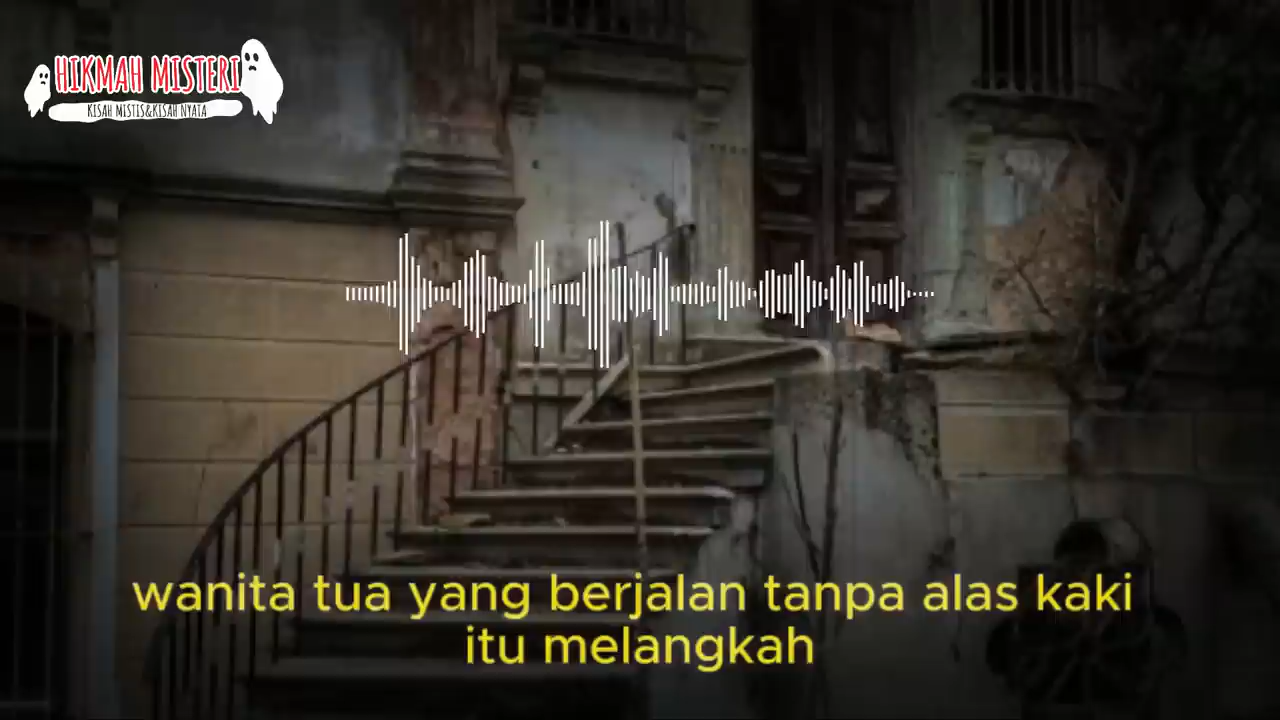 HIKMAH MISTERI
KISAH MISTIS&KISAH NYATA
wanita tua yang berjalan tanpa alas kaki
itu melangkah